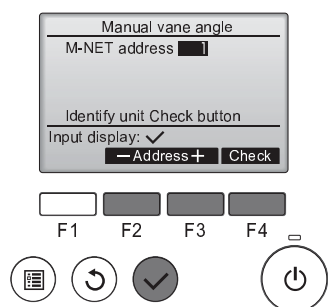 Manual vane angle
M-NET address 1
Identify unit Check button
Input display: ✓
−Address+ Check
F1 F2 F3 F4